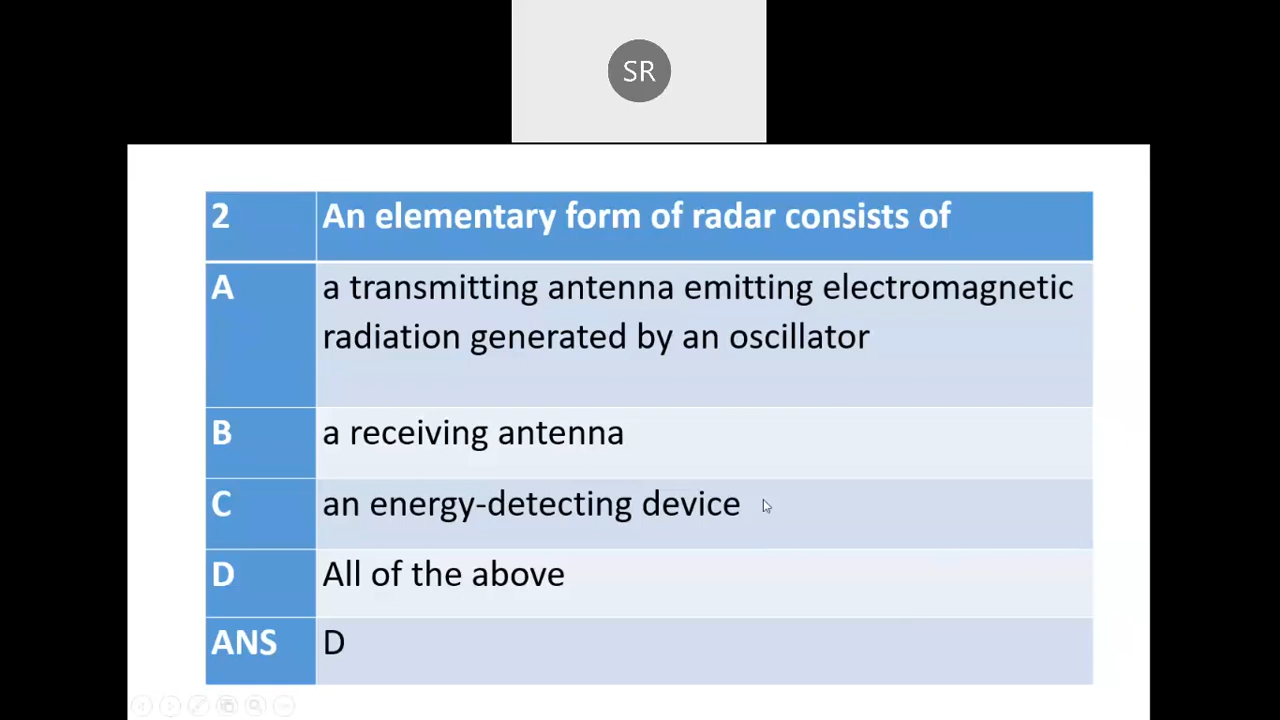 SR
2 An elementary form of radar consists of
A a transmitting antenna emitting electromagnetic
radiation generated by an oscillator
B a receiving antenna
C an energy-detecting device
D All of the above
ANS D